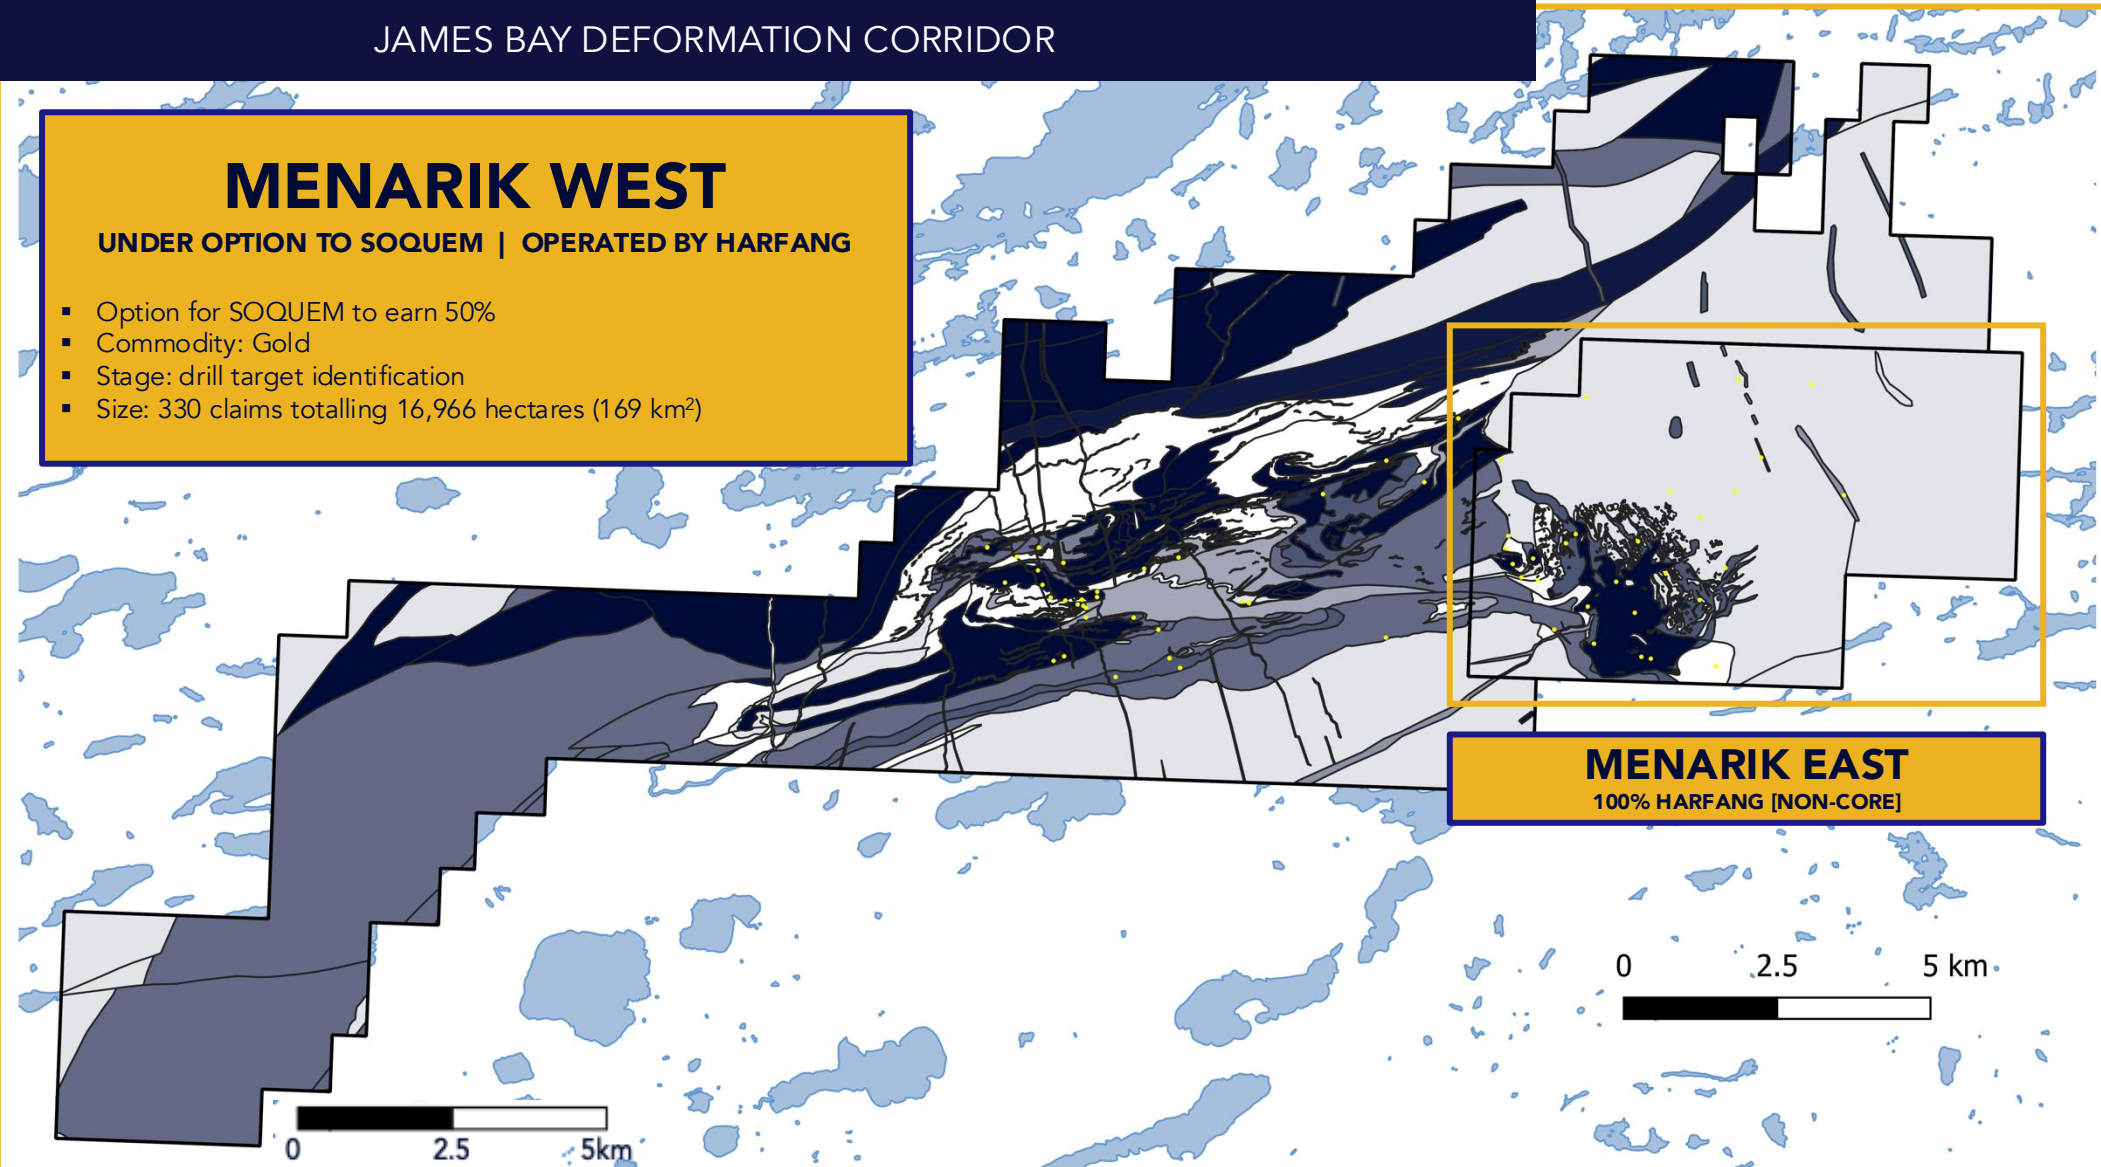 JAMES BAY DEFORMATION CORRIDOR
MENARIK WEST
UNDER OPTION TO SOQUEM | OPERATED BY HARFANG
▪ Option for SOQUEM to earn 50%
▪ Commodity: Gold
▪ Stage: drill target identification
▪ Size: 330 claims totalling 16,966 hectares (169 km²)
MENARIK EAST
100% HARFANG [NON-CORE]
0 2.5 5 km
0 2.5 5km